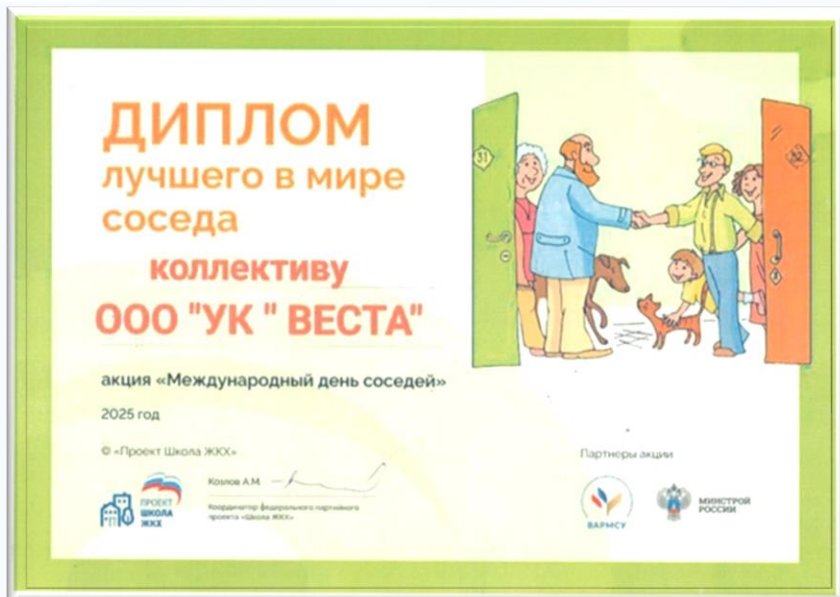 ДИПЛОМ
лучшего в мире
соседа
коллективу
ООО "УК " ВЕСТА"
акция «Международный день соседей»
2025 год
© «Проект Школа ЖКХ»
ПРОЕКТ
ШКОЛА
ЖКХ
Козлов А.М.
Координатор федерального партийного
проекта «Школа ЖКХ»
Партнеры акции
ВАРМСУ
МИНСТРОЙ
РОССИИ
31
32